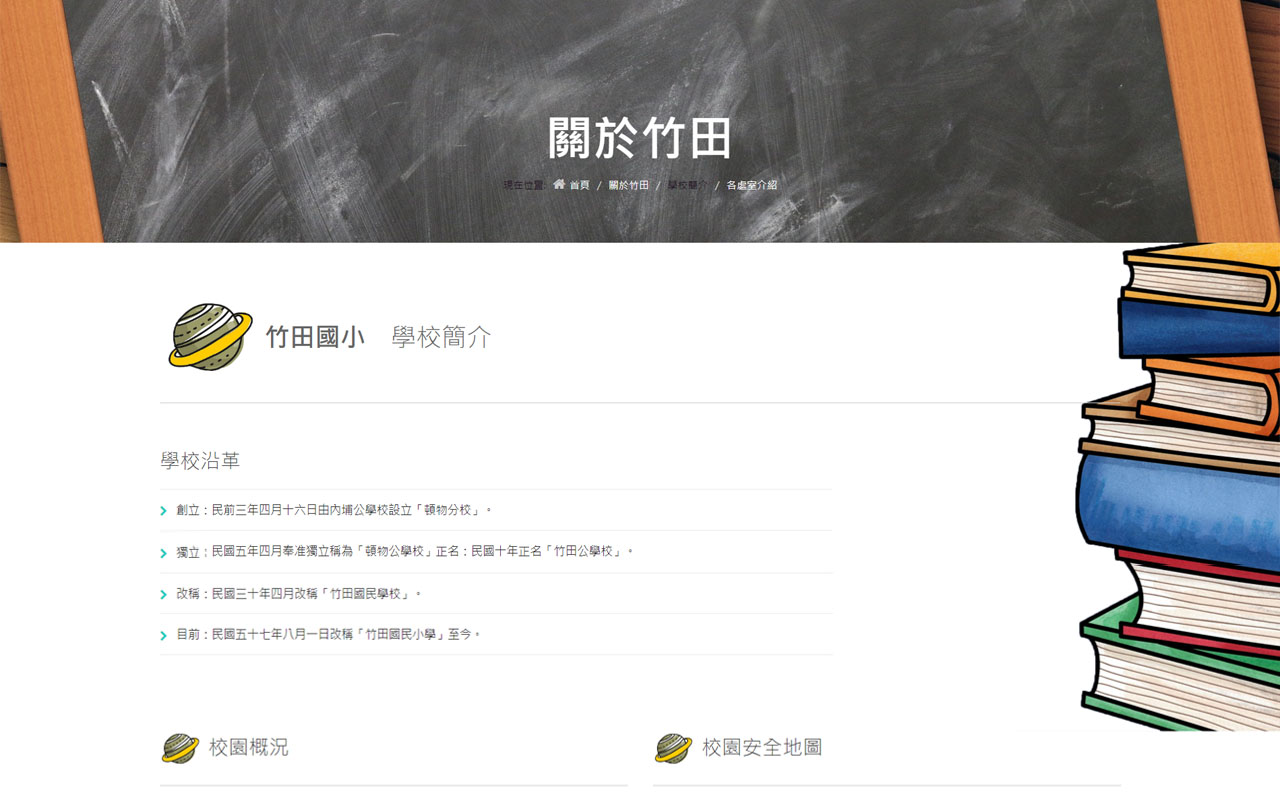 關於竹田
現在位置: 首頁 / 關於竹田 / 學校簡介 / 各處室介紹
竹田國小 學校簡介
學校沿革
創立：民前三年四月十六日由內埔公學校設立「頓物分校」。
獨立：民國五年四月奉准獨立稱為「頓物公學校」正名：民國十年正名「竹田公學校」。
改稱：民國三十年四月改稱「竹田國民學校」。
目前：民國五十七年八月一日改稱「竹田國民小學」至今。
校園概況
校園安全地圖